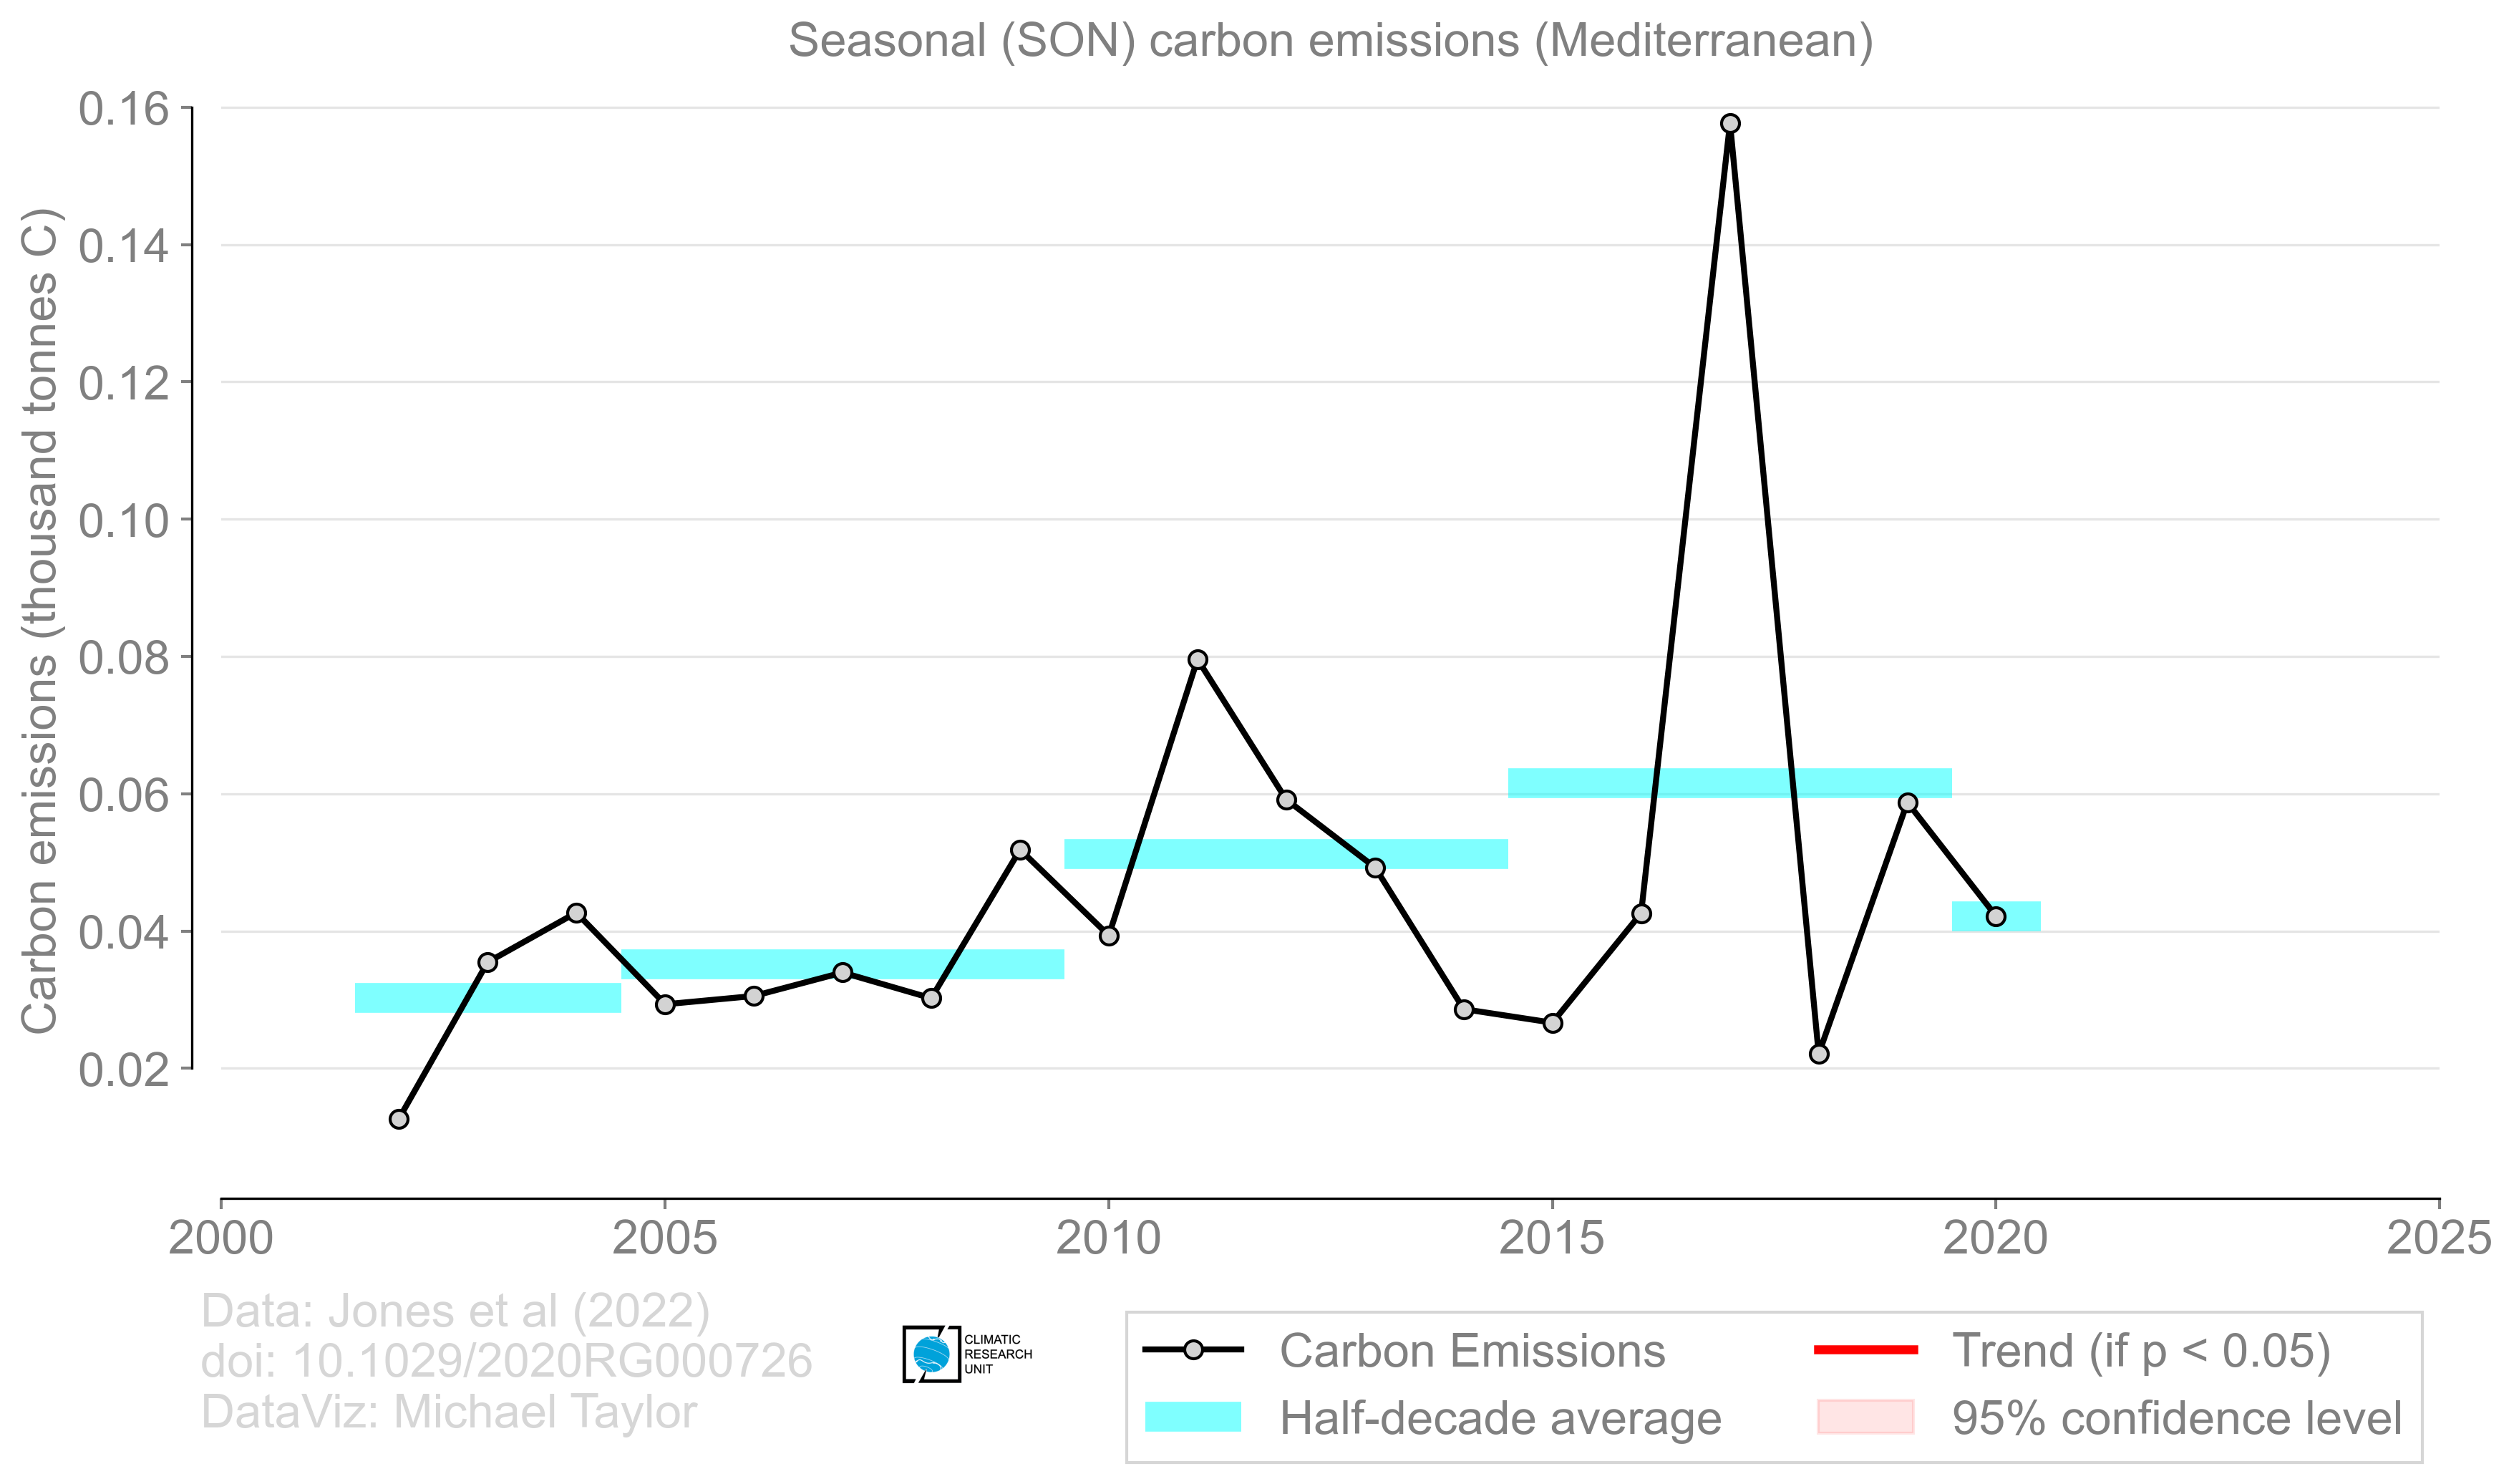 Seasonal (SON) carbon emissions (Mediterranean)
Carbon emissions (thousand tonnes C)
0.16
0.14
0.12
0.10
0.08
0.06
0.04
0.02
2000 2005 2010 2015 2020 2025
Data: Jones et al (2022)
doi: 10.1029/2020RG000726
DataViz: Michael Taylor
CLIMATIC
RESEARCH
UNIT
Carbon Emissions
Half-decade average
Trend (if p < 0.05)
95% confidence level